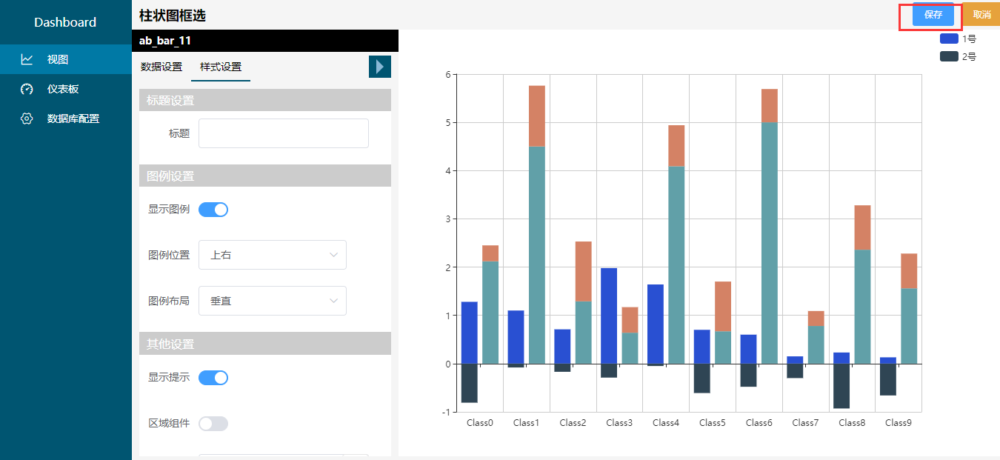 Dashboard
视图
仪表板
数据库配置
柱状图框选
保存
取消
ab_bar_11
数据设置
样式设置
标题设置
标题
图例设置
显示图例
图例位置
上右
图例布局
垂直
其他设置
显示提示
区域组件
1号
2号
6
5
4
3
2
1
0
-1
Class0
Class1
Class2
Class3
Class4
Class5
Class6
Class7
Class8
Class9